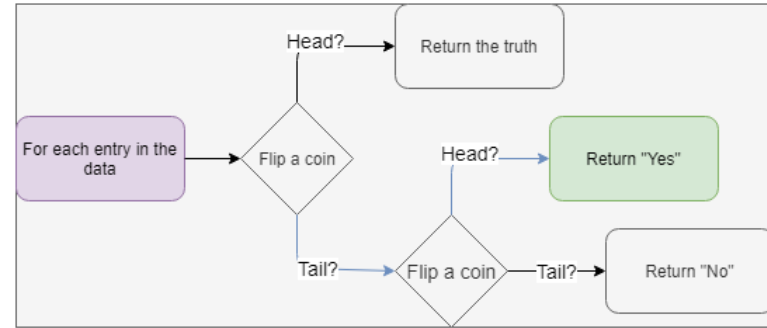 Head?
Return the truth
For each entry in the
data
Flip a coin
Head?
Return "Yes"
Tail?
Flip a coin
Tail?
Return "No"